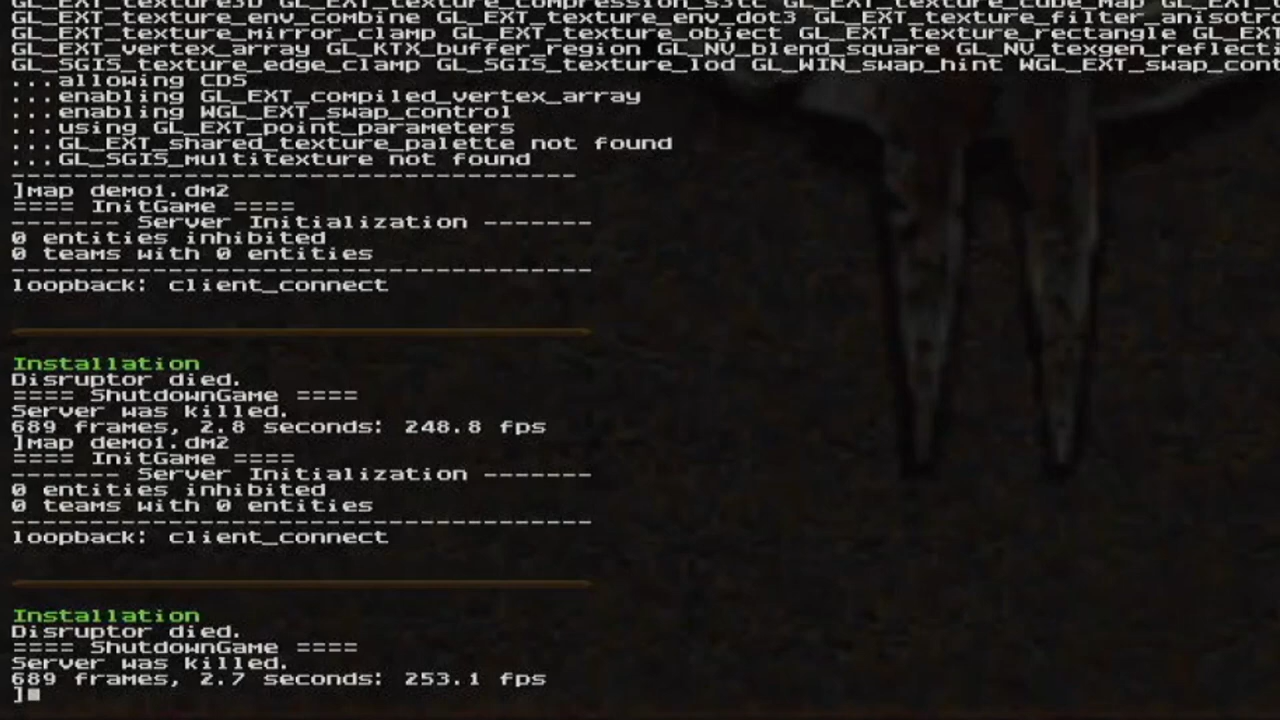 GL_EXT_texture3D GL_EXT_texture_compression_s3tc GL_EXT_texture_cube_map GL_EXT_
GL_EXT_texture_env_combine GL_EXT_texture_env_dot3 GL_EXT_texture_filter_anisotro
GL_EXT_texture_mirror_clamp GL_EXT_texture_object GL_EXT_texture_rectangle GL_EX
GL_EXT_vertex_array GL_KTX_buffer_region GL_NV_blend_square GL_NV_texgen_reflecti
GL_SGIS_texture_edge_clamp GL_SGIS_texture_lod GL_WIN_swap_hint WGL_EXT_swap_cont
...allowing CDS
...enabling GL_EXT_compiled_vertex_array
...enabling WGL_EXT_swap_control
...using GL_EXT_point_parameters
...GL_EXT_shared_texture_palette not found
...GL_SGIS_multitexture not found
------------------------------------
]map demo1.dm2
==== InitGame ====
------- Server Initialization -------
0 entities inhibited
0 teams with 0 entities
-------------------------------------
loopback: client_connect
Installation
Disruptor died.
==== ShutdownGame ====
Server was killed.
689 frames, 2.8 seconds: 248.8 fps
]map demo1.dm2
==== InitGame ====
------- Server Initialization -------
0 entities inhibited
0 teams with 0 entities
-------------------------------------
loopback: client_connect
Installation
Disruptor died.
==== ShutdownGame ====
Server was killed.
689 frames, 2.7 seconds: 253.1 fps
]